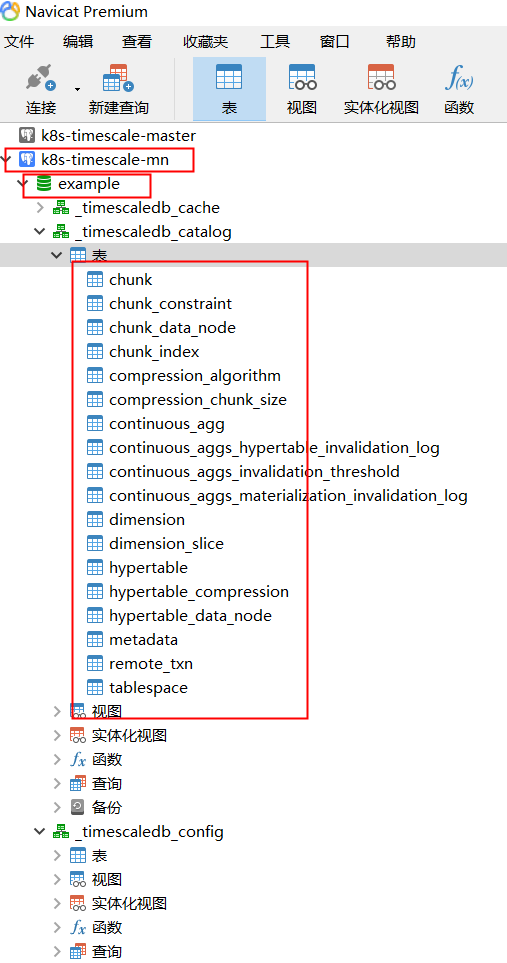 Navicat Premium
文件 编辑 查看 收藏夹 工具 窗口 帮助
连接 新建查询 表 视图 实体化视图 函数
k8s-timescale-master
k8s-timescale-mn
example
_timescaledb_cache
_timescaledb_catalog
表
chunk
chunk_constraint
chunk_data_node
chunk_index
compression_algorithm
compression_chunk_size
continuous_agg
continuous_aggs_hypertable_invalidation_log
continuous_aggs_invalidation_threshold
continuous_aggs_materialization_invalidation_log
dimension
dimension_slice
hypertable
hypertable_compression
hypertable_data_node
metadata
remote_txn
tablespace
视图
实体化视图
函数
查询
备份
_timescaledb_config
表
视图
实体化视图
函数
查询